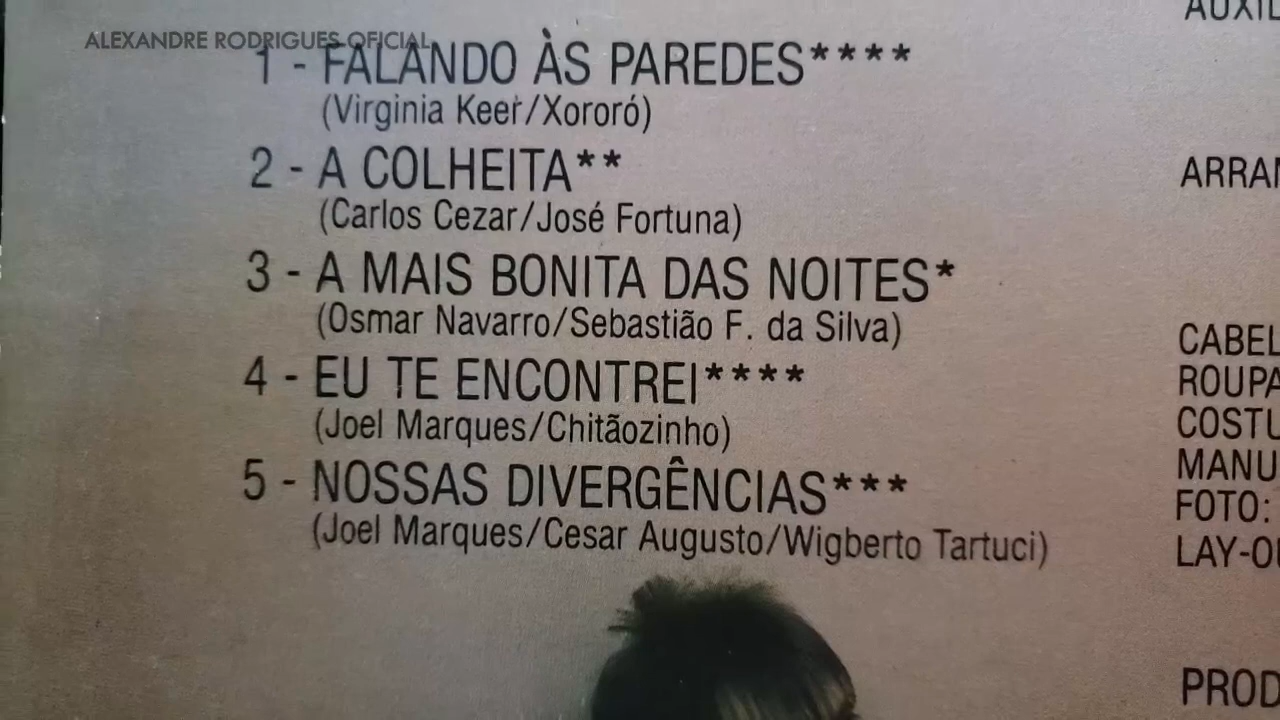 AUXIL
ALEXANDRE RODRIGUES OFICIAL
1 - FALANDO ÀS PAREDES****
(Virginia Keer/Xororó)
2 - A COLHEITA**
(Carlos Cezar/José Fortuna)
3 - A MAIS BONITA DAS NOITES*
(Osmar Navarro/Sebastião F. da Silva)
4 - EU TE ENCONTREI****
(Joel Marques/Chitãozinho)
5 - NOSSAS DIVERGÊNCIAS***
(Joel Marques/Cesar Augusto/Wigberto Tartuci)
ARRAN
CABEL
ROUPA
COSTU
MANU
FOTO:
LAY-OU
PROD